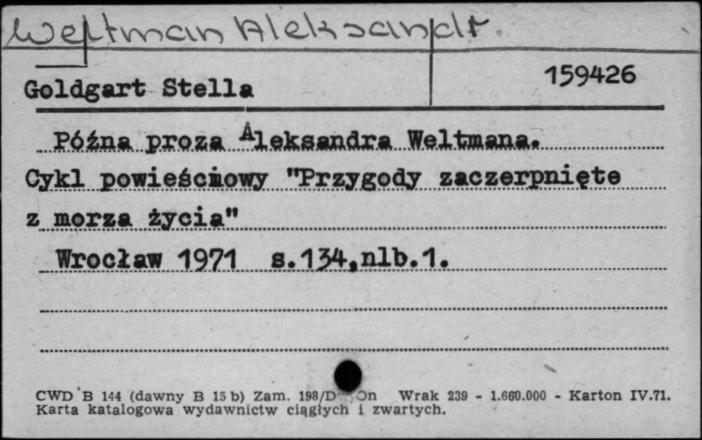 Weltman Aleksandr.
Goldgart Stella 159426
Późna proza Aleksandra Weltmana.
Cykl powieściowy "Przygody zaczerpnięte
z morza życia"
Wrocław 1971 s.134,nlb.1.
CWD B 144 (dawny B 15 b) Zam. 198/D On Wrak 239 - 1.660.000 - Karton IV.71.
Karta katalogowa wydawnictw ciągłych i zwartych.